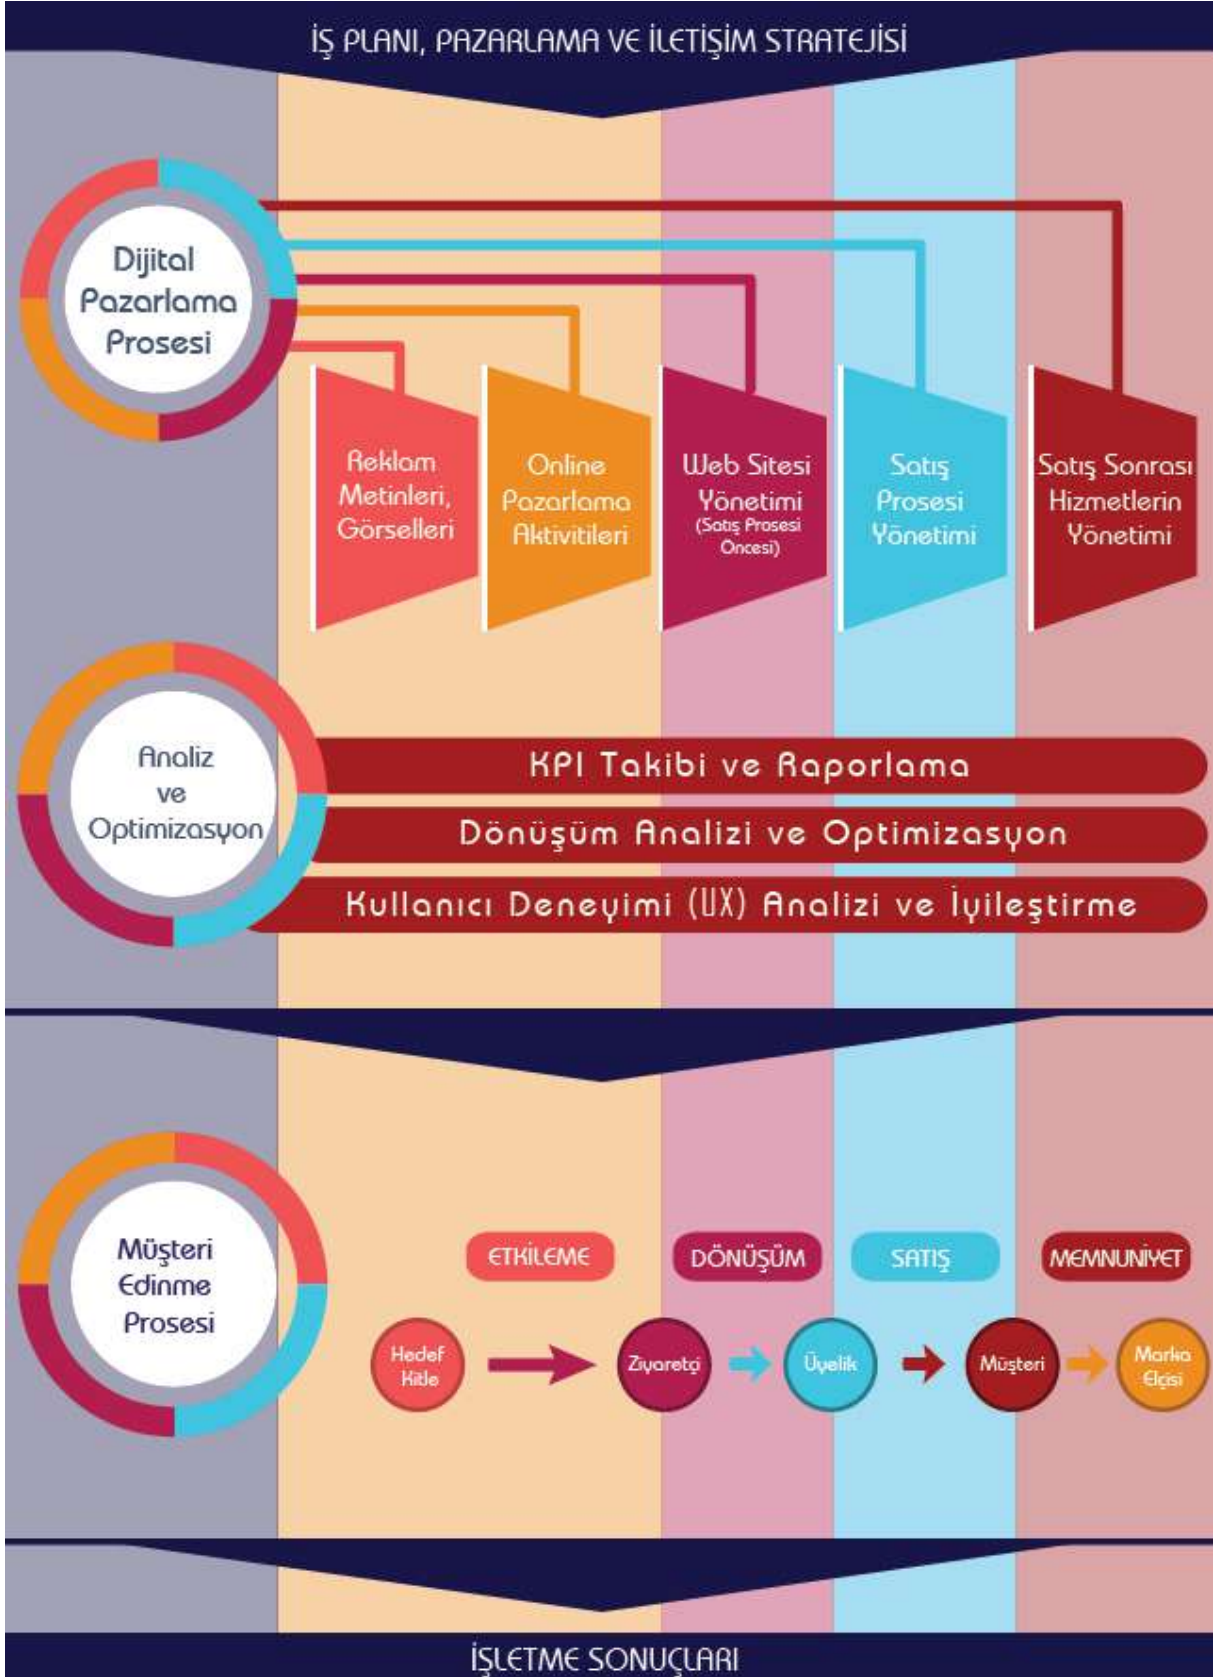 İŞ PLANI, PAZARLAMA VE İLETİŞİM STRATEJİSİ
Dijital
Pazarlama
Prosesi
Reklam
Metinleri,
Görselleri
Online
Pazarlama
Aktivitileri
Web Sitesi
Yönetimi
(Satış Prosesi
Öncesi)
Satış
Prosesi
Yönetimi
Satış Sonrası
Hizmetlerin
Yönetimi
Analiz
ve
Optimizasyon
KPI Takibi ve Raporlama
Dönüşüm Analizi ve Optimizasyon
Kullanıcı Deneyimi (UX) Analizi ve İyileştirme
Müşteri
Edinme
Prosesi
ETKİLEME
DÖNÜŞÜM
SATIŞ
MEMNUNİYET
Hedef
Kitle
Ziyaretçi
Üyelik
Müşteri
Marka
Elçisi
İŞLETME SONUÇLARI